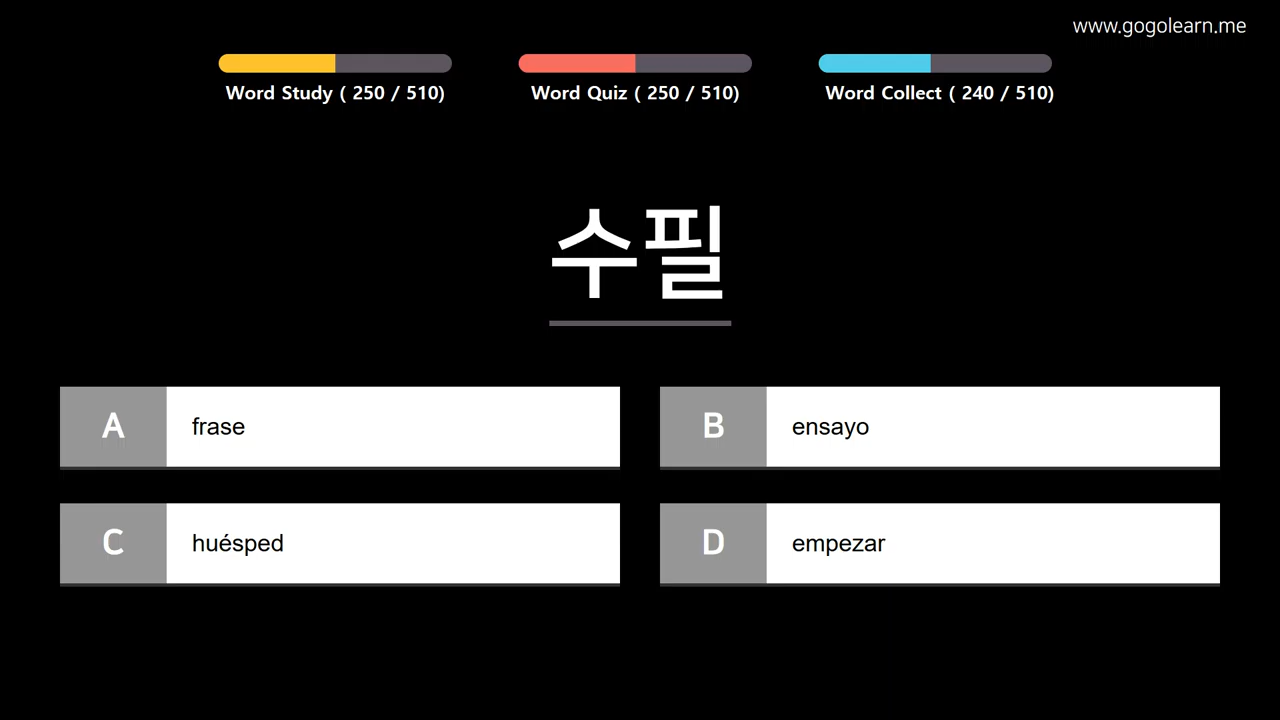 www.gogolearn.me
Word Study ( 250 / 510)
Word Quiz ( 250 / 510)
Word Collect ( 240 / 510)
수필
A frase
B ensayo
C huésped
D empezar